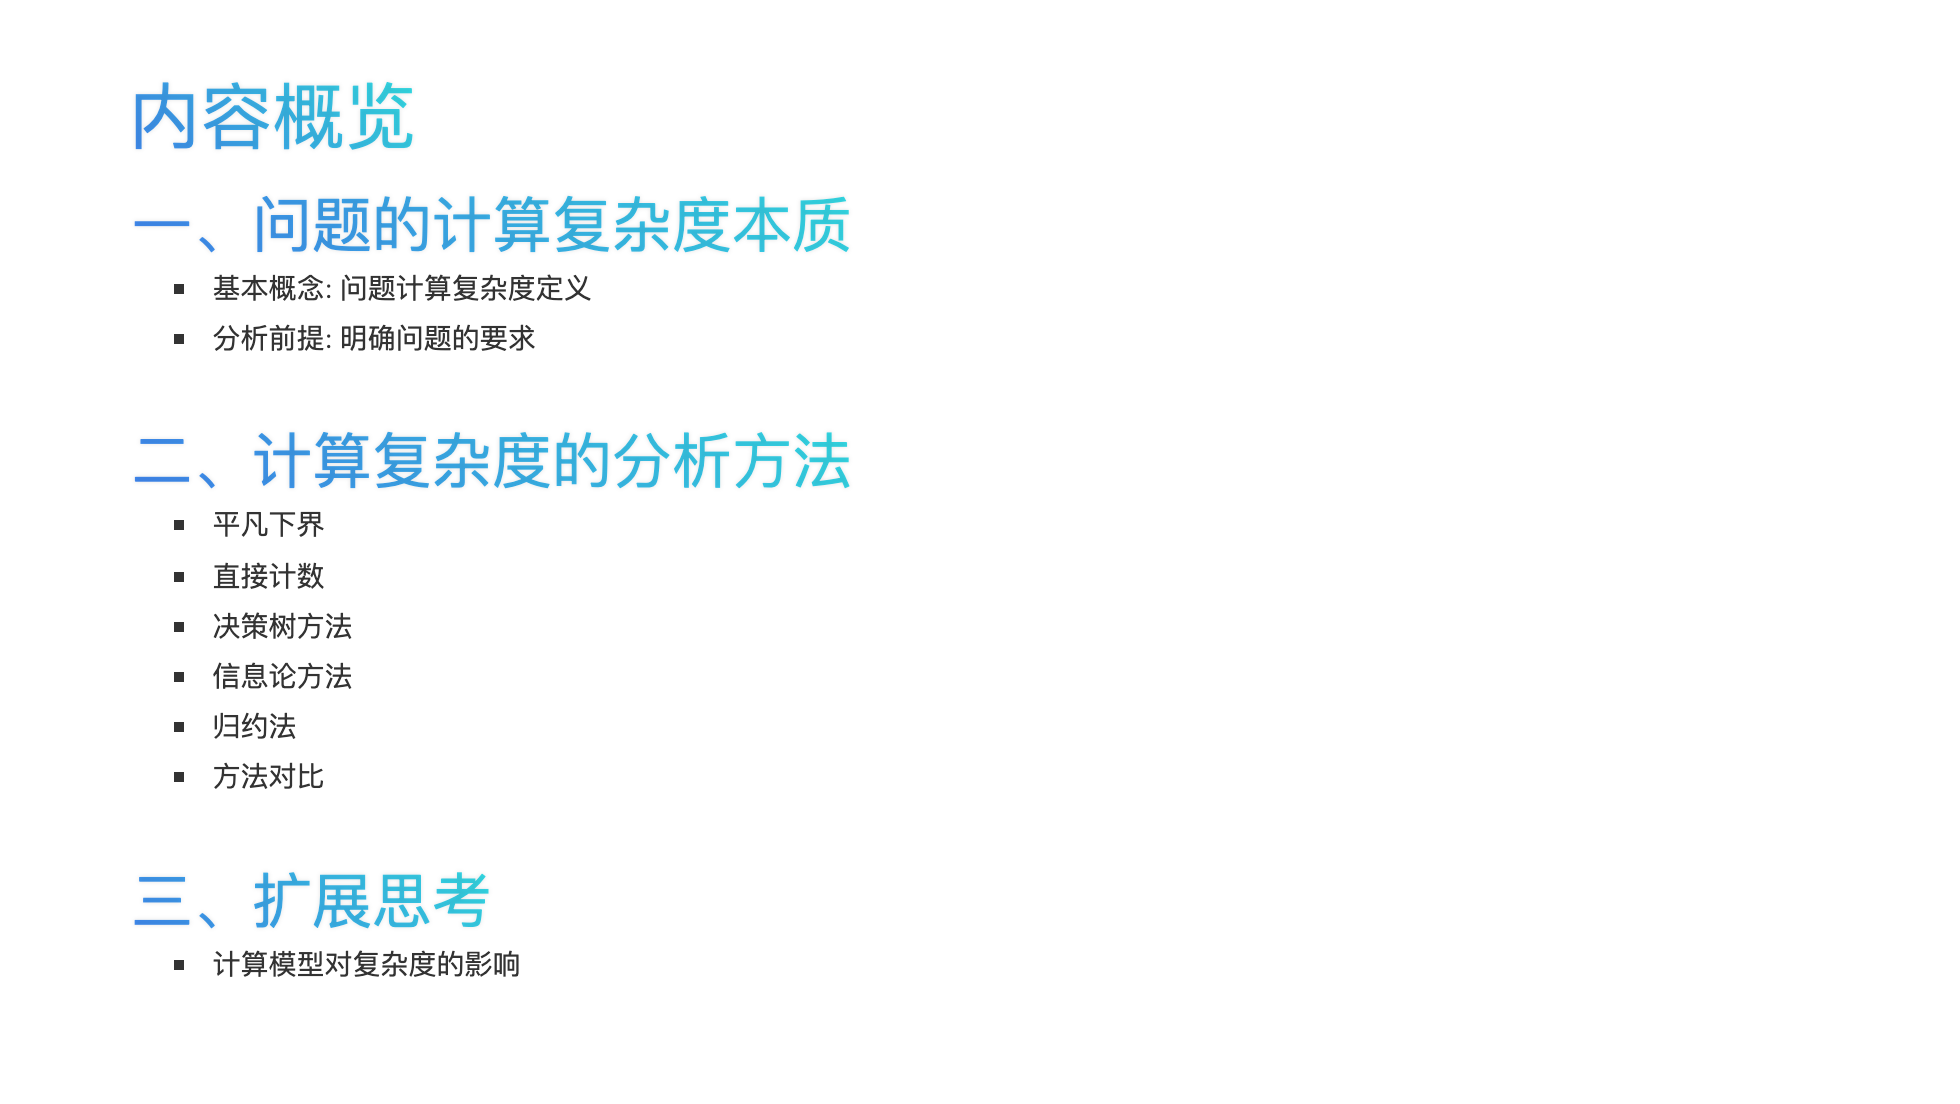 内容概览
一、问题的计算复杂度本质
基本概念: 问题计算复杂度定义
分析前提: 明确问题的要求
二、计算复杂度的分析方法
平凡下界
直接计数
决策树方法
信息论方法
归约法
方法对比
三、扩展思考
计算模型对复杂度的影响